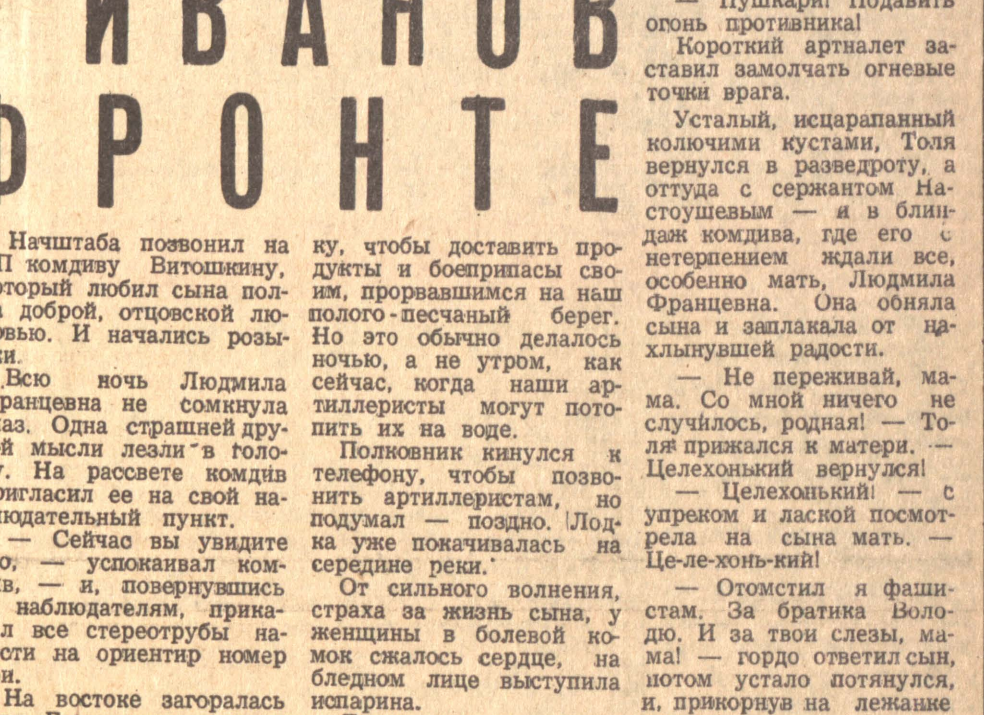 ИВАНОВ
ФРОНТЕ
Начштаба позвонил на
комдиву Витошкину,
любил сына пол-
доброй, отцовской лю-
И начались розы-
Всю ночь Людмила
не сомкнула
Одна страшней дру-
мысли лезли в голо-
На рассвете комдив
ее на свой на-
пункт.
— Сейчас вы увидите
— успокаивал ком-
— и, повернувшись
наблюдателям, прика-
все стереотрубы на-
на ориентир номер
На востоке загоралась
ку, чтобы доставить про-
дукты и боеприпасы сво-
им, прорвавшимся на наш
полого-песчаный берег.
Но это обычно делалось
ночью, а не утром, как
сейчас, когда наши ар-
тиллеристы могут пото-
пить их на воде.
Полковник кинулся к
телефону, чтобы позво-
нить артиллеристам, но
подумал — поздно. Лод-
ка уже покачивалась на
середине реки.
От сильного волнения,
страха за жизнь сына, у
женщины в болевой ко-
мок сжалось сердце, на
бледном лице выступила
испарина.
— Пушкари! Подавить
огонь противника!
Короткий артналет за-
ставил замолчать огневые
точки врага.
Усталый, исцарапанный
колючими кустами, Толя
вернулся в разведроту, а
оттуда с сержантом На-
стоушевым — и в блин-
даж комдива, где его с
нетерпением ждали все,
особенно мать, Людмила
Францевна. Она обняла
сына и заплакала от на-
хлынувшей радости.
— Не переживай, ма-
ма. Со мной ничего не
случилось, родная! — То-
ля прижался к матери. —
Целехонький вернулся!
— Целехонький! — с
упреком и лаской посмот-
рела на сына мать. —
Це-ле-хонь-кий!
— Отомстил я фаши-
стам. За братика Воло-
дю. И за твои слезы, ма-
ма! — гордо ответил сын,
потом устало потянулся,
и, прикорнув на лежанке